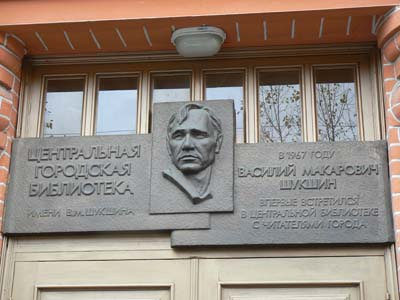 ЦЕНТРАЛЬНАЯ
ГОРОДСКАЯ
БИБЛИОТЕКА
ИМЕНИ В.М.ШУКШИНА
В 1967 ГОДУ
ВАСИЛИЙ МАКАРОВИЧ
ШУКШИН
ВПЕРВЫЕ ВСТРЕТИЛСЯ
В ЦЕНТРАЛЬНОЙ БИБЛИОТЕКЕ
С ЧИТАТЕЛЯМИ ГОРОДА